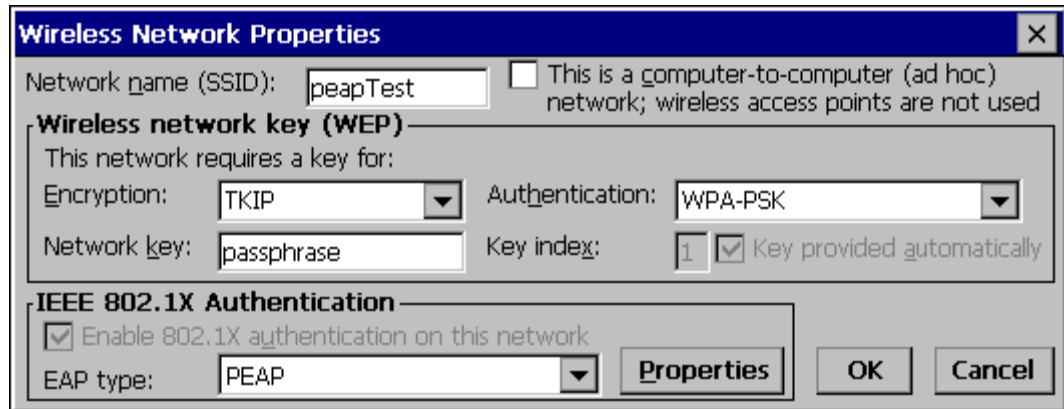 Wireless Network Properties
Network name (SSID): peapTest
This is a computer-to-computer (ad hoc)
network; wireless access points are not used
Wireless network key (WEP)
This network requires a key for:
Encryption: TKIP Authentication: WPA-PSK
Network key: passphrase Key index: 1 Key provided automatically
IEEE 802.1X Authentication
Enable 802.1X authentication on this network
EAP type: PEAP Properties OK Cancel